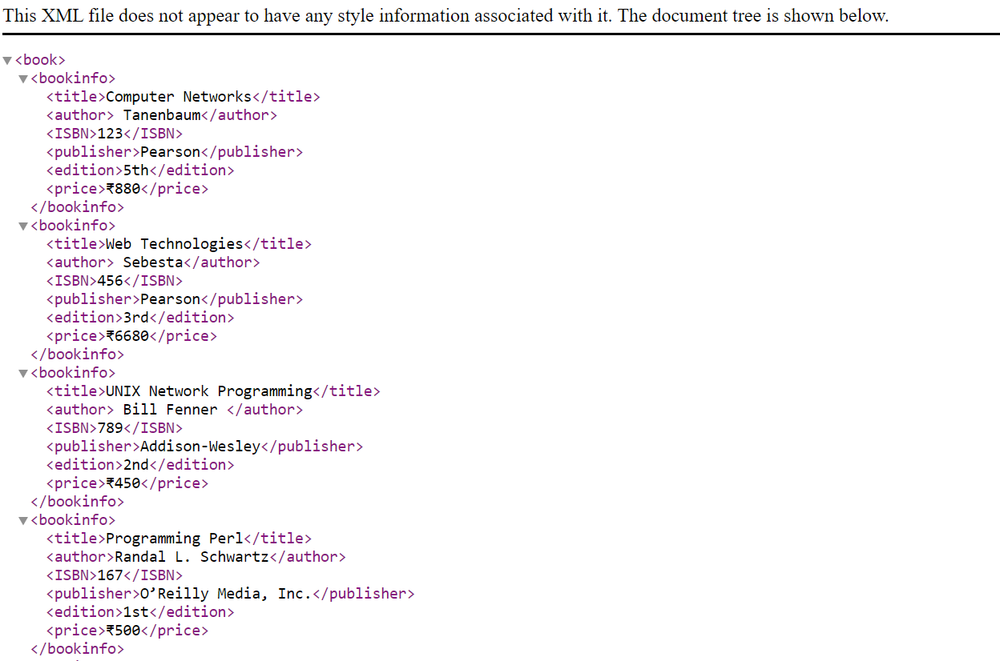 This XML file does not appear to have any style information associated with it. The document tree is shown below.
▼<book>
▼<bookinfo>
<title>Computer Networks</title>
<author> Tanenbaum</author>
<ISBN>123</ISBN>
<publisher>Pearson</publisher>
<edition>5th</edition>
<price>₹880</price>
</bookinfo>
▼<bookinfo>
<title>Web Technologies</title>
<author> Sebesta</author>
<ISBN>456</ISBN>
<publisher>Pearson</publisher>
<edition>3rd</edition>
<price>₹6680</price>
</bookinfo>
▼<bookinfo>
<title>UNIX Network Programming</title>
<author> Bill Fenner </author>
<ISBN>789</ISBN>
<publisher>Addison-Wesley</publisher>
<edition>2nd</edition>
<price>₹450</price>
</bookinfo>
▼<bookinfo>
<title>Programming Perl</title>
<author>Randal L. Schwartz</author>
<ISBN>167</ISBN>
<publisher>O’Reilly Media, Inc.</publisher>
<edition>1st</edition>
<price>₹500</price>
</bookinfo>